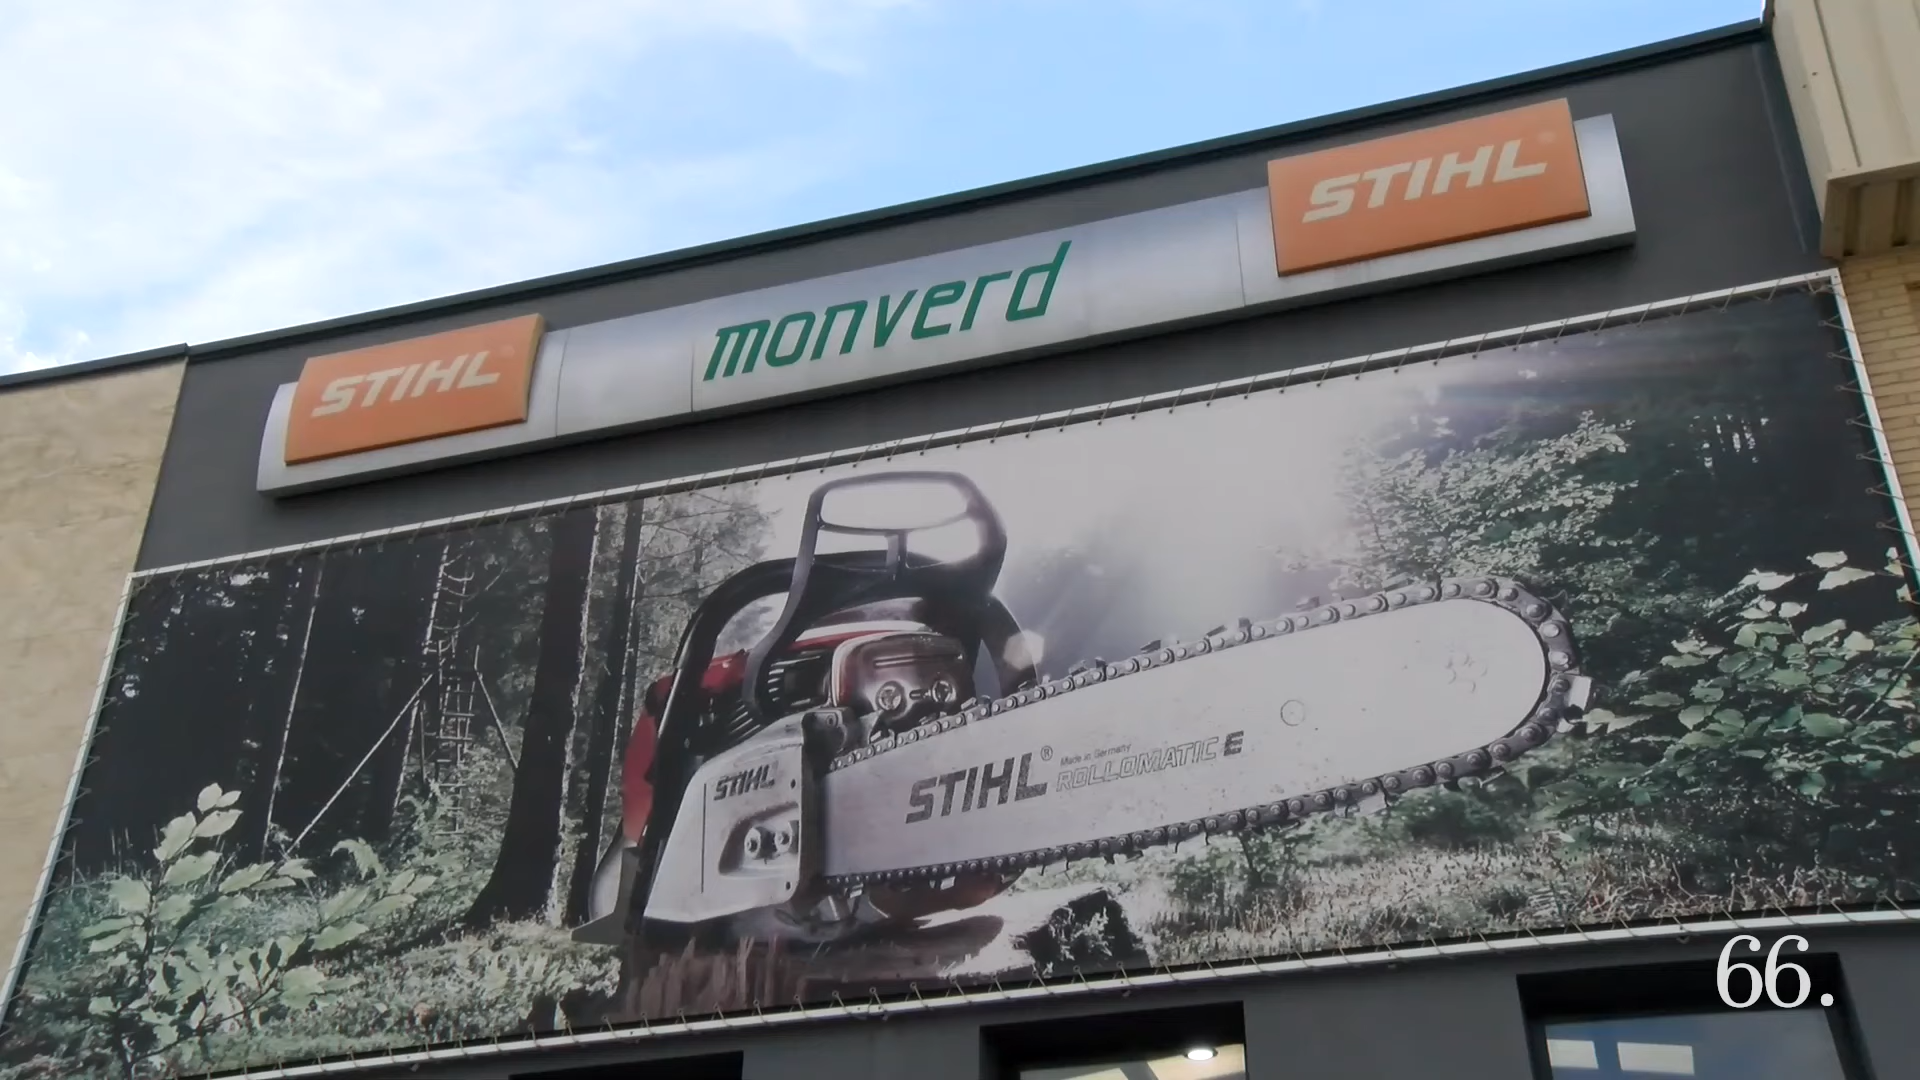 STIHL
monverd
STIHL
STIHL
STIHL® Made in Germany ROLLOMATIC E
66.